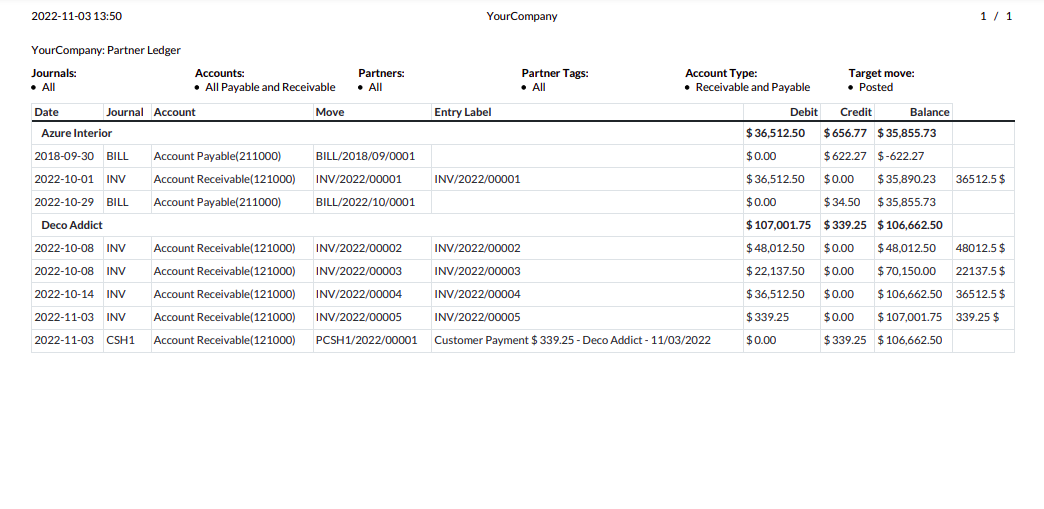 2022-11-03 13:50 YourCompany 1 / 1
YourCompany: Partner Ledger
Journals: Accounts: Partners: Partner Tags: Account Type: Target move:
• All • All Payable and Receivable • All • All • Receivable and Payable • Posted
Date Journal Account Move Entry Label Debit Credit Balance
Azure Interior $ 36,512.50 $ 656.77 $ 35,855.73
2018-09-30 BILL Account Payable(211000) BILL/2018/09/0001 $ 0.00 $ 622.27 $ -622.27
2022-10-01 INV Account Receivable(121000) INV/2022/00001 INV/2022/00001 $ 36,512.50 $ 0.00 $ 35,890.23 36512.5 $
2022-10-29 BILL Account Payable(211000) BILL/2022/10/0001 $ 0.00 $ 34.50 $ 35,855.73
Deco Addict $ 107,001.75 $ 339.25 $ 106,662.50
2022-10-08 INV Account Receivable(121000) INV/2022/00002 INV/2022/00002 $ 48,012.50 $ 0.00 $ 48,012.50 48012.5 $
2022-10-08 INV Account Receivable(121000) INV/2022/00003 INV/2022/00003 $ 22,137.50 $ 0.00 $ 70,150.00 22137.5 $
2022-10-14 INV Account Receivable(121000) INV/2022/00004 INV/2022/00004 $ 36,512.50 $ 0.00 $ 106,662.50 36512.5 $
2022-11-03 INV Account Receivable(121000) INV/2022/00005 INV/2022/00005 $ 339.25 $ 0.00 $ 107,001.75 339.25 $
2022-11-03 CSH1 Account Receivable(121000) PCSH1/2022/00001 Customer Payment $ 339.25 - Deco Addict - 11/03/2022 $ 0.00 $ 339.25 $ 106,662.50